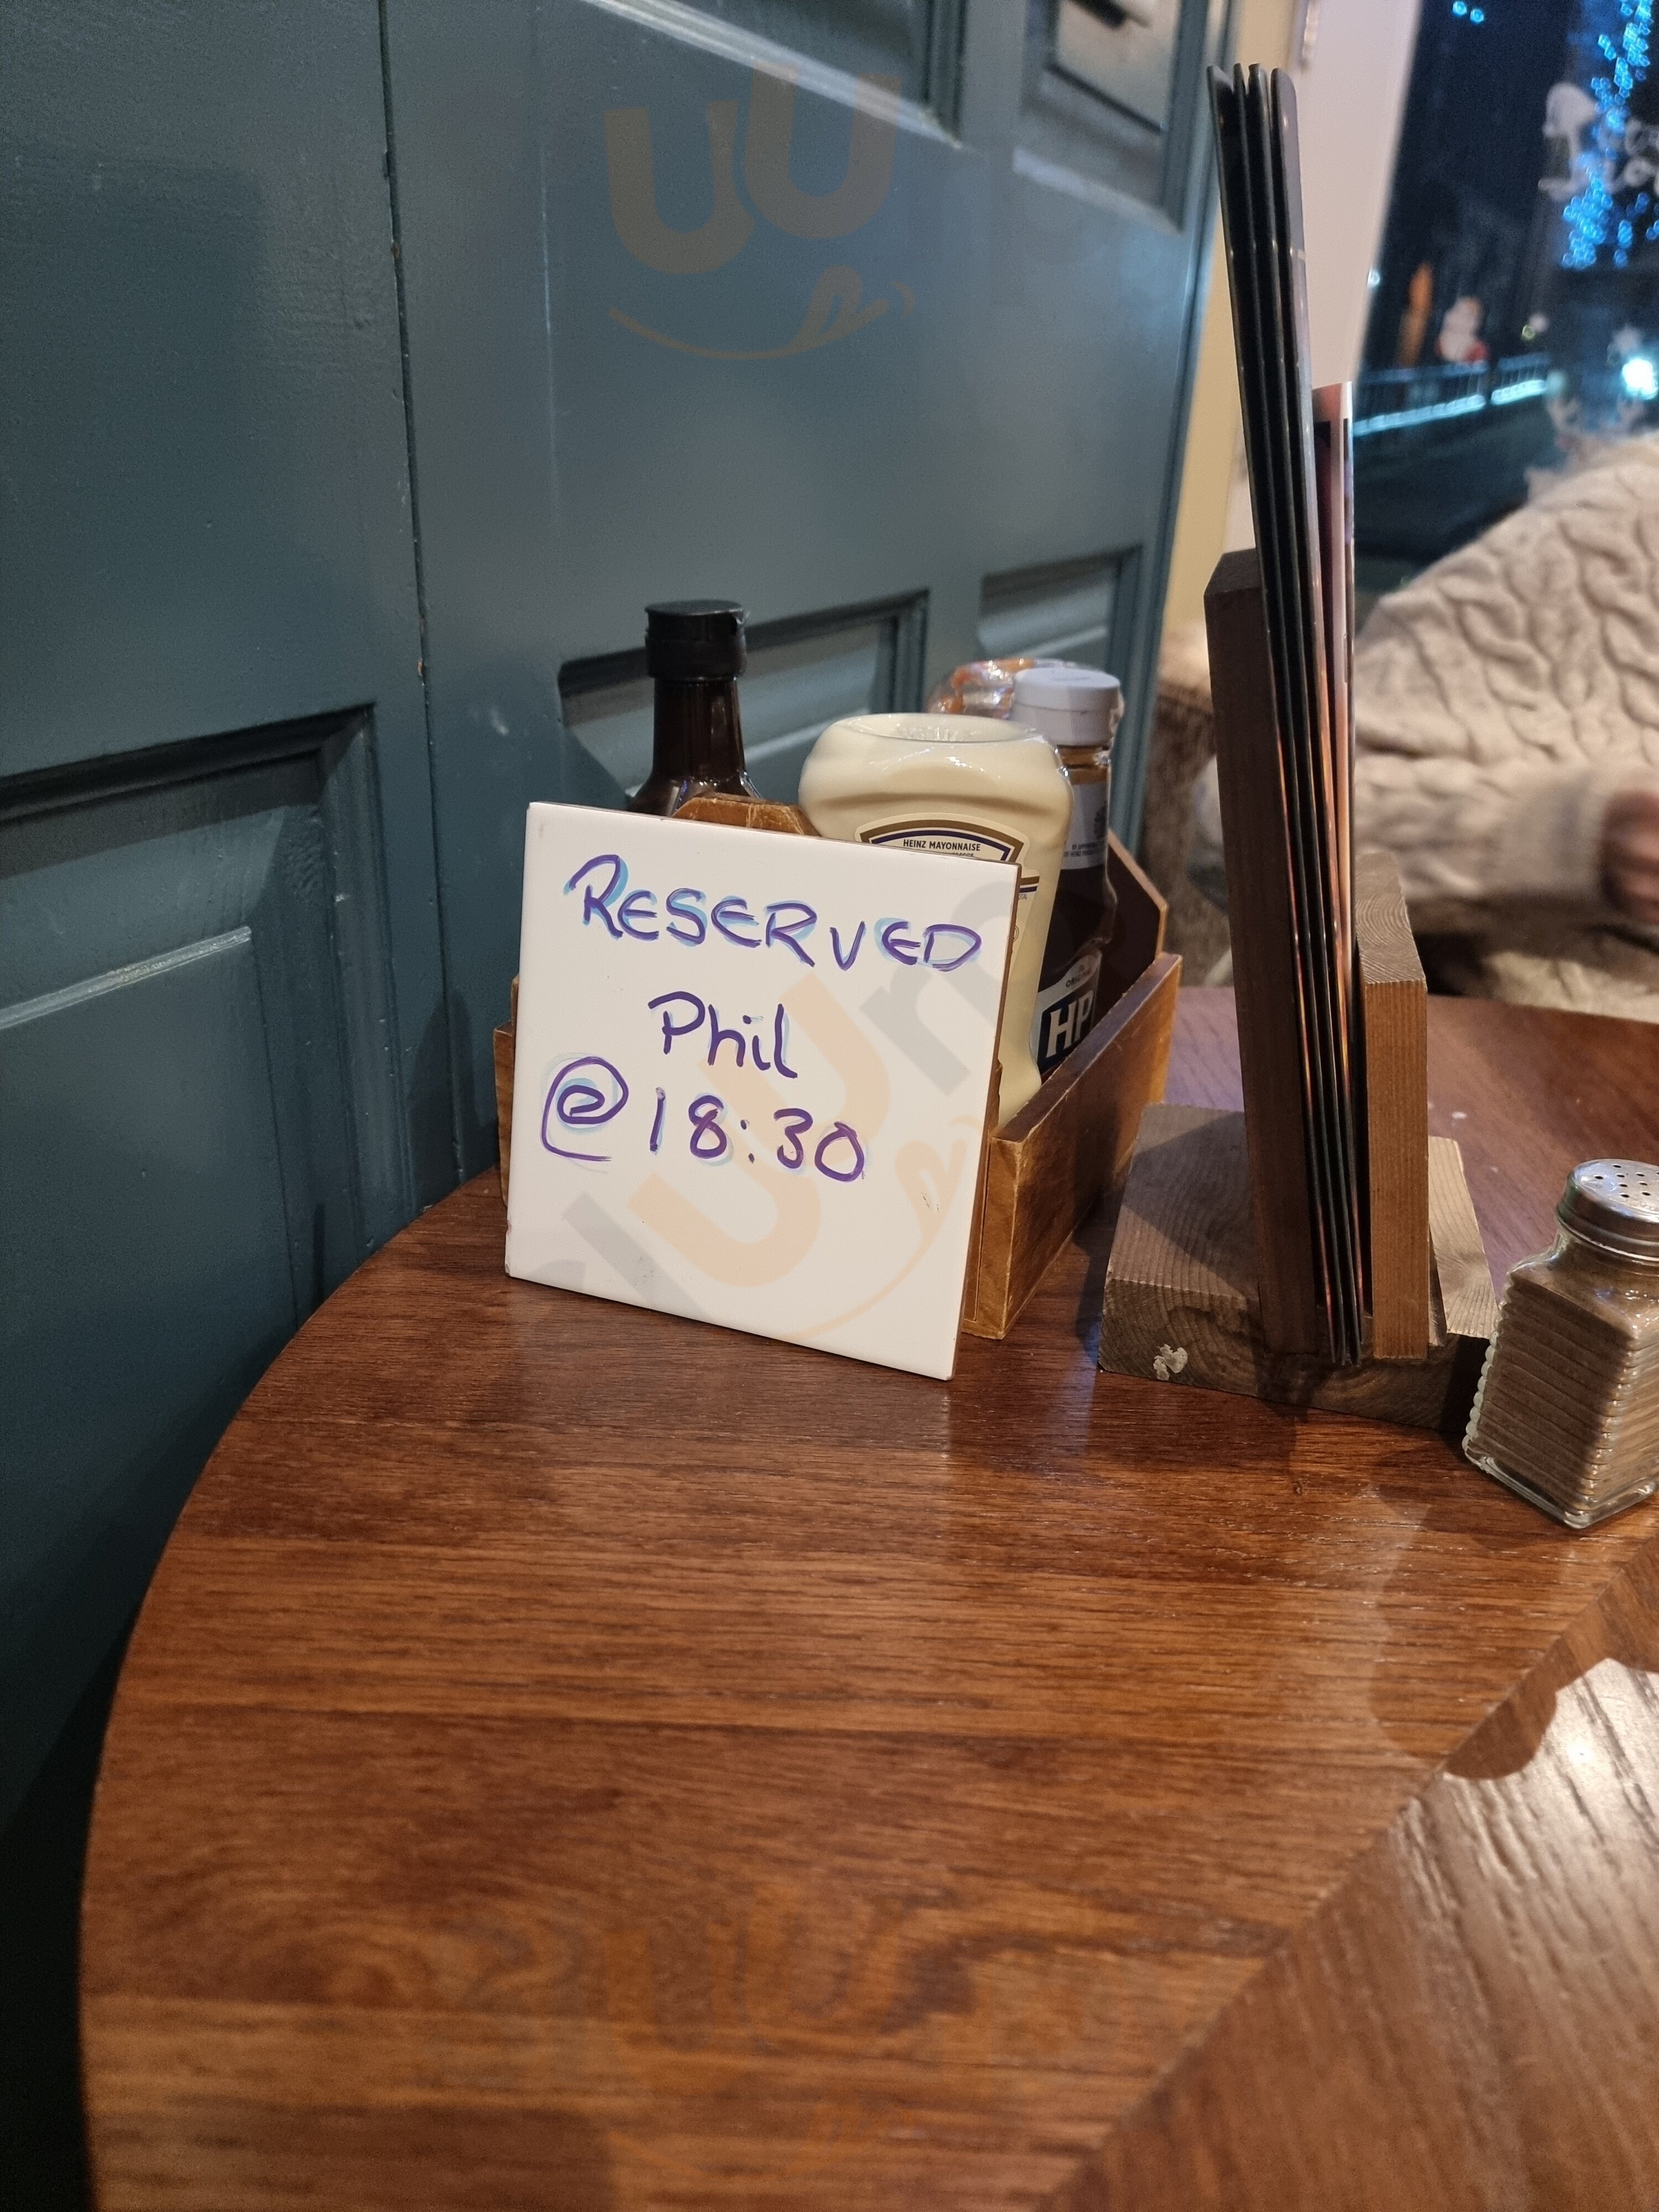 RESERVED
Phil
@ 18:30
HEINZ MAYONNAISE
HP